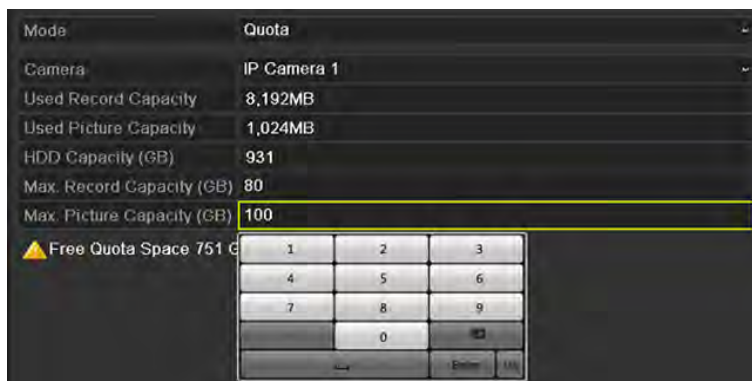 Mode Quota
Camera IP Camera 1
Used Record Capacity 8,192MB
Used Picture Capacity 1,024MB
HDD Capacity (GB) 931
Max. Record Capacity (GB) 80
Max. Picture Capacity (GB) 100
Free Quota Space 751 G
1 2 3
4 5 6
7 8 9
0
Enter